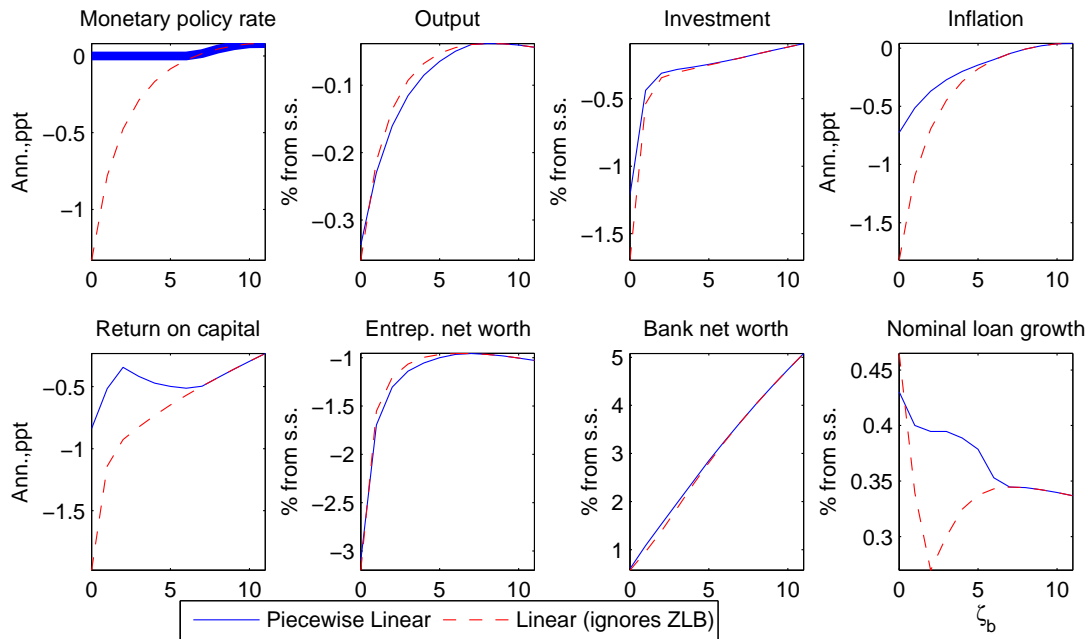 Monetary policy rate
Ann.,ppt
0
−0.5
−1
0 5 10
Output
% from s.s.
−0.1
−0.2
−0.3
0 5 10
Investment
% from s.s.
−0.5
−1
−1.5
0 5 10
Inflation
Ann.,ppt
0
−0.5
−1
−1.5
0 5 10
Return on capital
Ann.,ppt
−0.5
−1
−1.5
0 5 10
Entrep. net worth
% from s.s.
−1
−1.5
−2
−2.5
−3
0 5 10
Bank net worth
% from s.s.
5
4
3
2
1
0 5 10
Nominal loan growth
% from s.s.
0.45
0.4
0.35
0.3
0 5 10
ζb
Piecewise Linear
Linear (ignores ZLB)